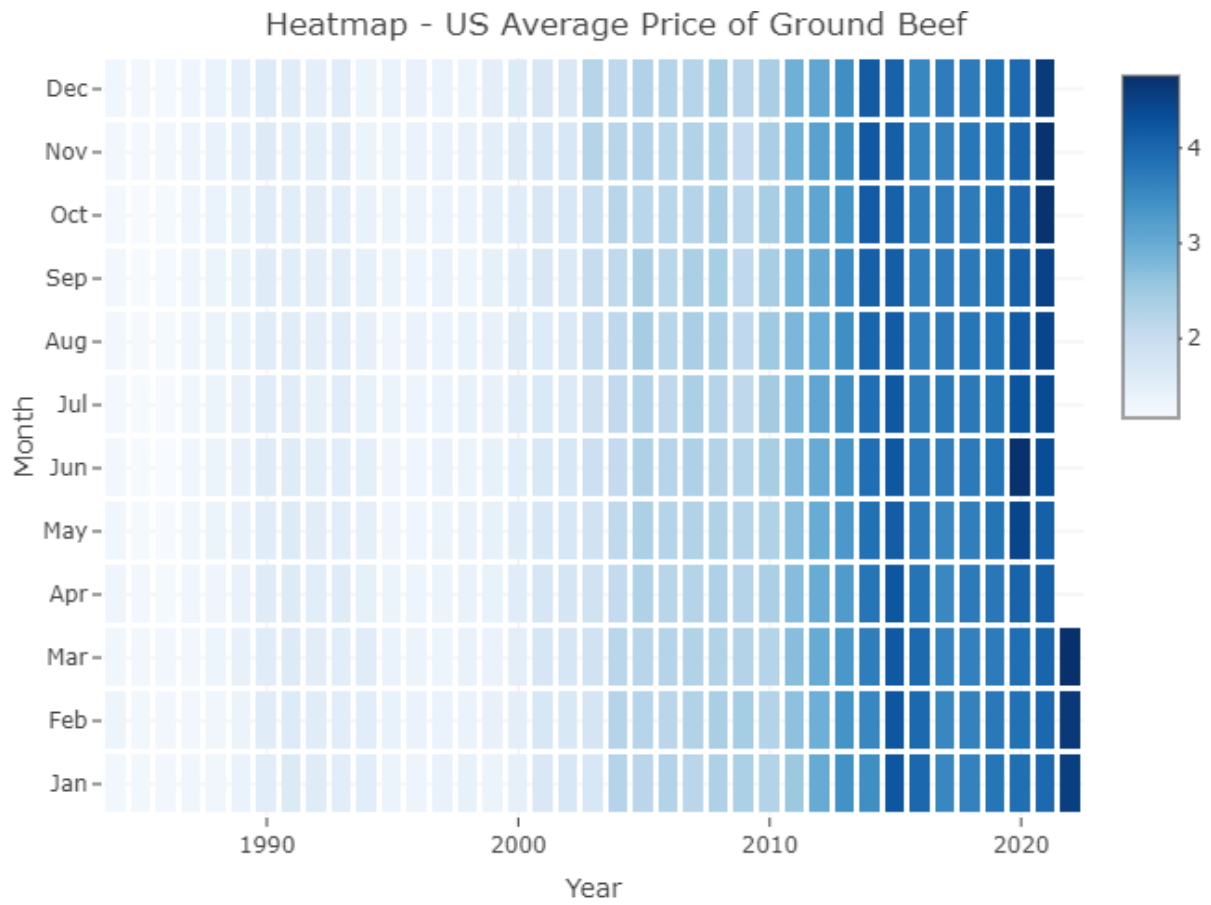 Heatmap - US Average Price of Ground Beef
Dec
Nov
Oct
Sep
Aug
Jul
Jun
May
Apr
Mar
Feb
Jan
Month
1990 2000 2010 2020
Year
4
3
2